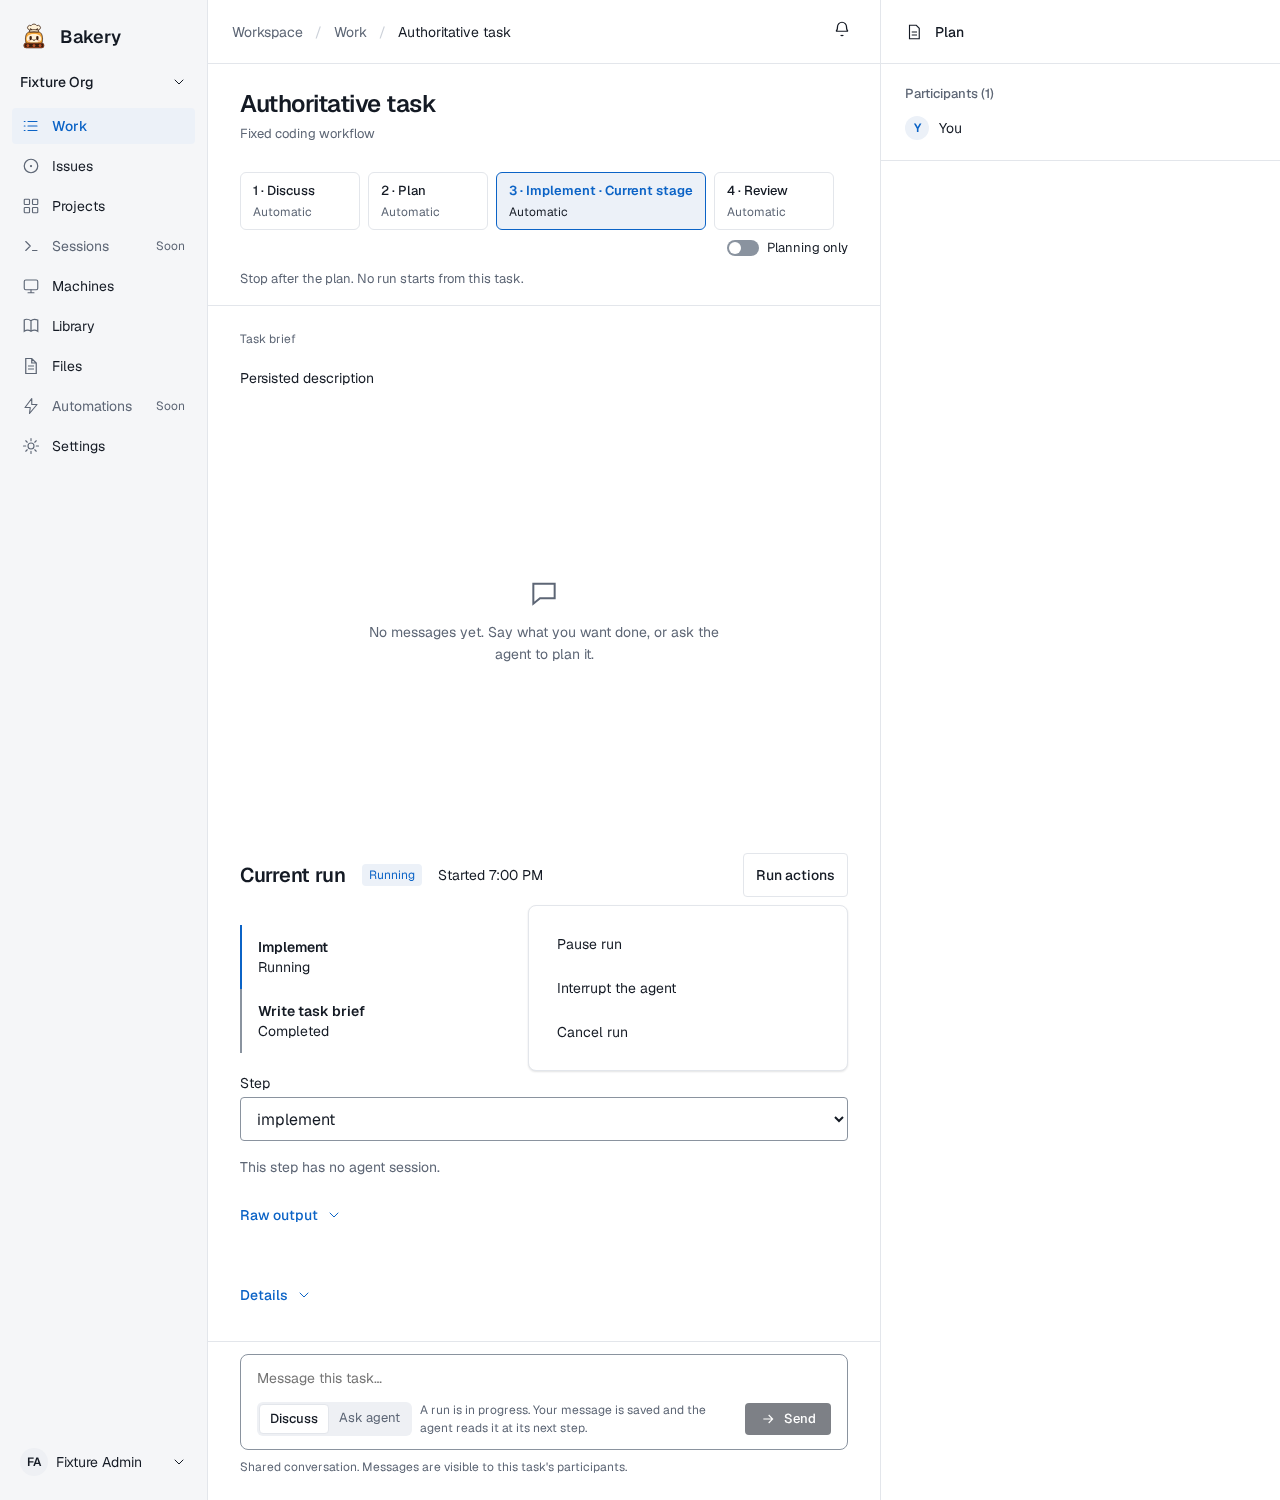 Bakery
Fixture Org
Work
Issues
Projects
Sessions Soon
Machines
Library
Files
Automations Soon
Settings
FA Fixture Admin
Workspace / Work / Authoritative task
Authoritative task
Fixed coding workflow
1 · Discuss
Automatic
2 · Plan
Automatic
3 · Implement · Current stage
Automatic
4 · Review
Automatic
Planning only
Stop after the plan. No run starts from this task.
Task brief
Persisted description
No messages yet. Say what you want done, or ask the
agent to plan it.
Current run Running Started 7:00 PM Run actions
Implement
Running
Write task brief
Completed
Pause run
Interrupt the agent
Cancel run
Step
implement
This step has no agent session.
Raw output
Details
Message this task...
Discuss Ask agent
A run is in progress. Your message is saved and the
agent reads it at its next step.
Send
Shared conversation. Messages are visible to this task's participants.
Plan
Participants (1)
Y You